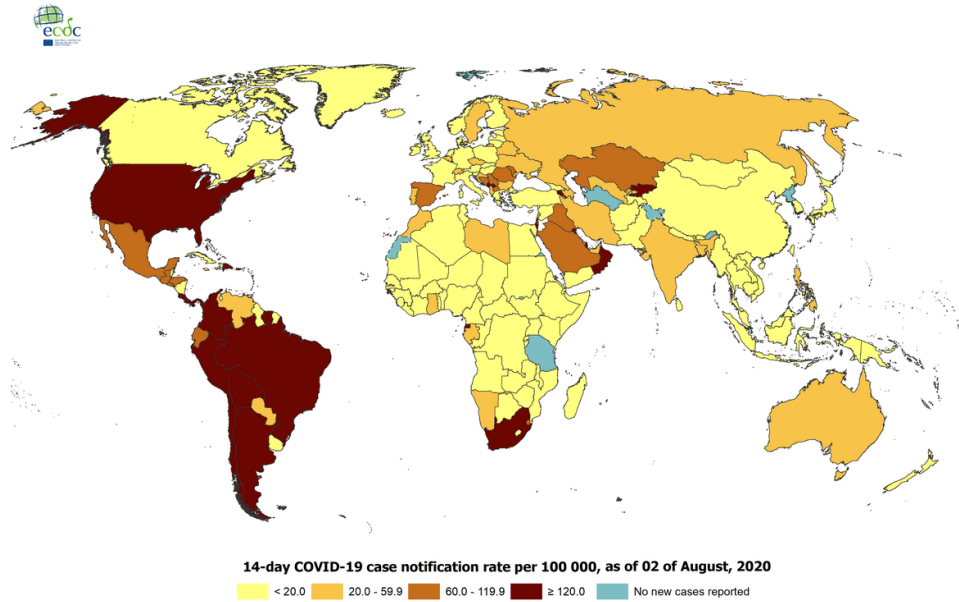 ecdc
14-day COVID-19 case notification rate per 100 000, as of 02 of August, 2020
< 20.0 20.0 - 59.9 60.0 - 119.9 ≥ 120.0 No new cases reported